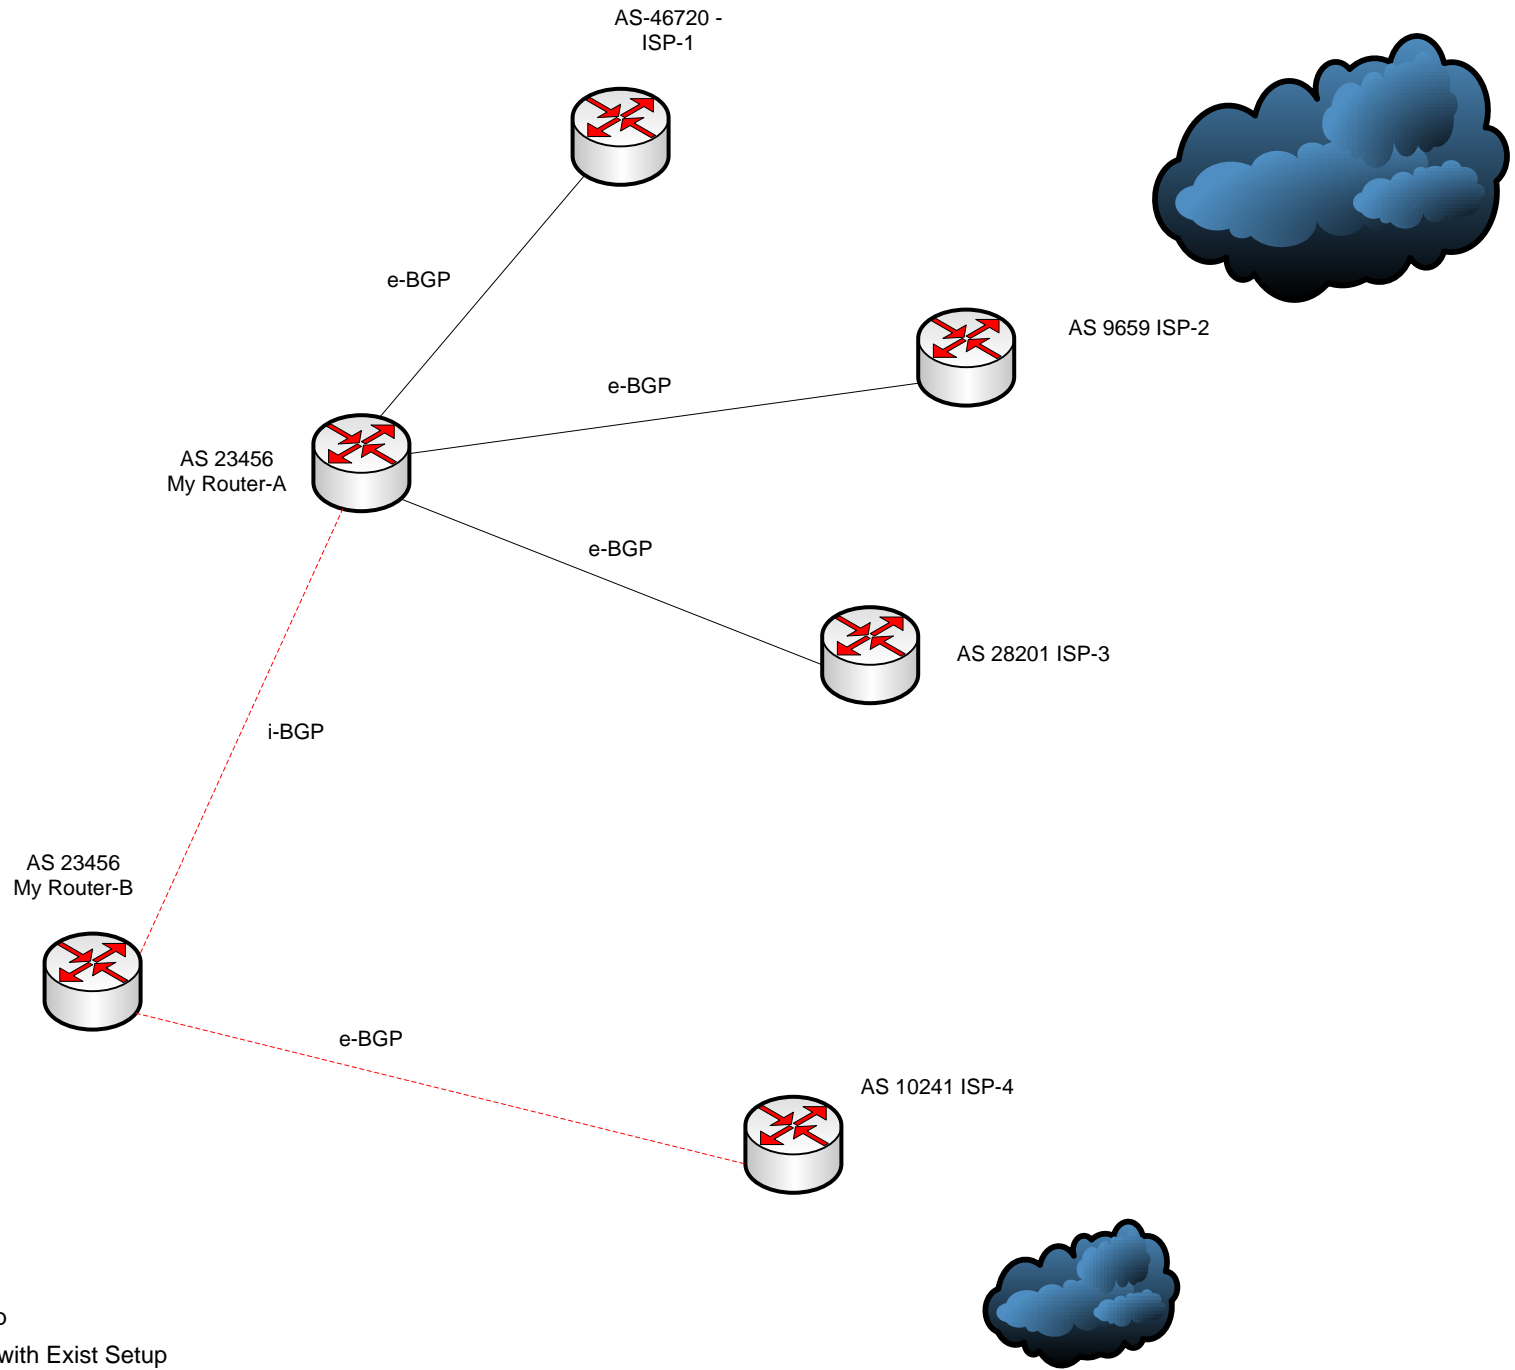 AS-46720 -
ISP-1
e-BGP
AS 9659 ISP-2
e-BGP
AS 23456
My Router-A
e-BGP
AS 28201 ISP-3
i-BGP
AS 23456
My Router-B
e-BGP
AS 10241 ISP-4
with Exist Setup